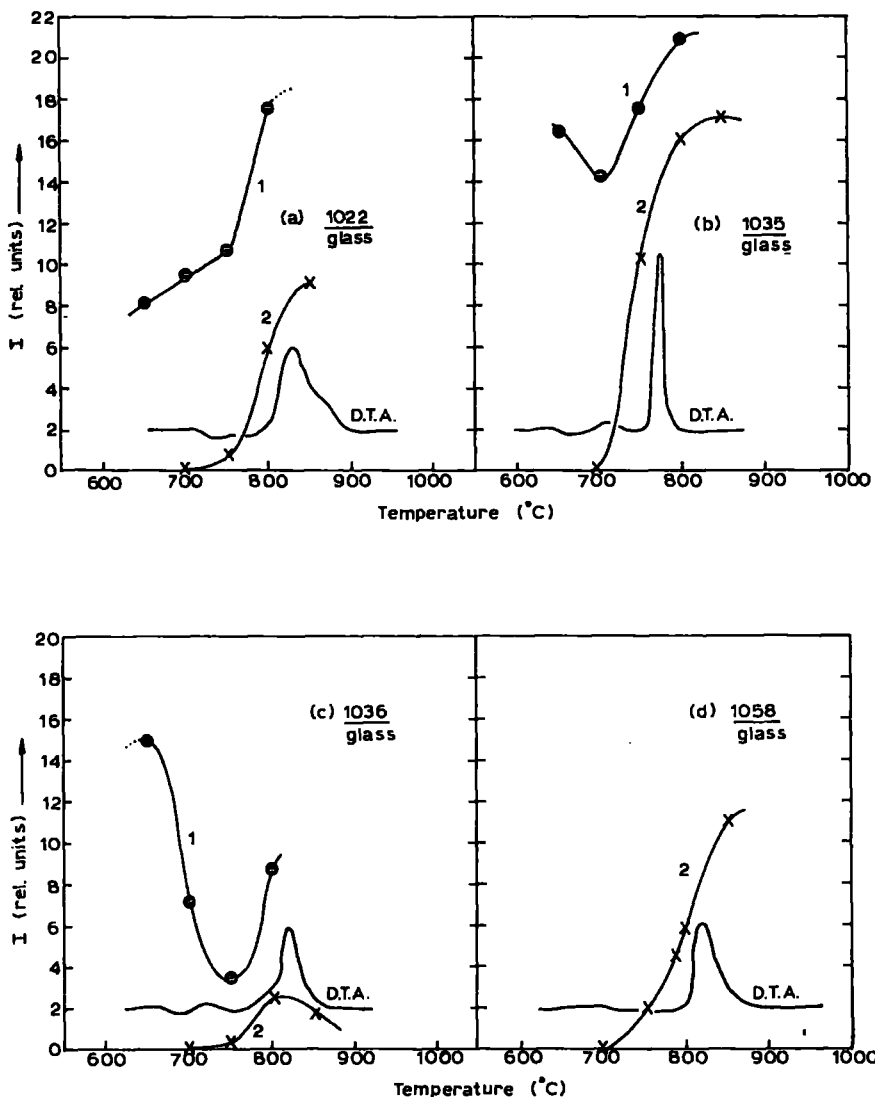 22
20
18
16
14
12
10
8
6
4
2
0
I (rel. units)
1
2
(a) 1022
glass
D.T.A.
1
2
(b) 1035
glass
D.T.A.
600 700 800 900 1000
600 700 800 900 1000
Temperature (°C)
20
18
16
14
12
10
8
6
4
2
0
I (rel. units)
1
2
(c) 1036
glass
D.T.A.
2
(d) 1058
glass
D.T.A.
600 700 800 900 1000
600 700 800 900 1000
Temperature (°C)